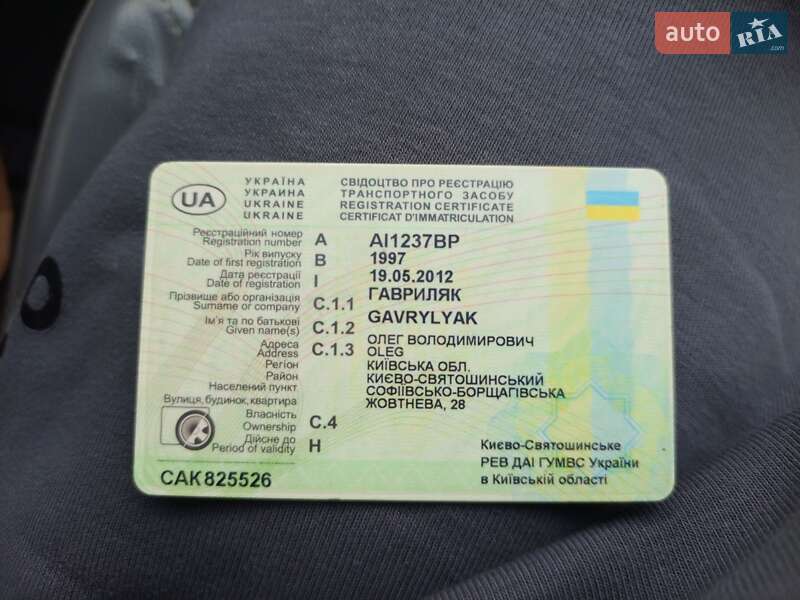 auto RIA.com
УКРАЇНА СВІДОЦТВО ПРО РЕЄСТРАЦІЮ
УКРАИНА ТРАНСПОРТНОГО ЗАСОБУ
UA UKRAINE REGISTRATION CERTIFICATE
UKRAINE CERTIFICAT D'IMMATRICULATION
Реєстраційний номер
Registration number A AI1237BP
Рік випуску
Date of first registration B 1997
Дата реєстрації
Date of registration I 19.05.2012
Прізвище або організація
Surname or company C.1.1 ГАВРИЛЯК
GAVRYLYAK
Ім'я та по батькові
Given name(s) C.1.2 ОЛЕГ ВОЛОДИМИРОВИЧ
OLEG
Адреса
Address C.1.3 КИЇВСЬКА ОБЛ.
Регіон
Район КИЄВО-СВЯТОШИНСЬКИЙ
Населений пункт СОФІЇВСЬКО-БОРЩАГІВСЬКА
Вулиця, будинок, квартира ЖОВТНЕВА, 28
Власність
Ownership C.4
Дійсне до
Period of validity H
Києво-Святошинське
РЕВ ДАІ ГУМВС України
в Київській області
САК825526